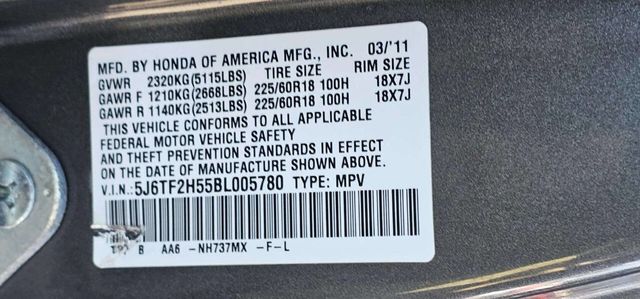 MFD. BY HONDA OF AMERICA MFG., INC. 03/'11
GVWR 2320KG(5115LBS) TIRE SIZE RIM SIZE
GAWR F 1210KG(2668LBS) 225/60R18 100H 18X7J
GAWR R 1140KG(2513LBS) 225/60R18 100H 18X7J
THIS VEHICLE CONFORMS TO ALL APPLICABLE
FEDERAL MOTOR VEHICLE SAFETY
AND THEFT PREVENTION STANDARDS IN EFFECT
ON THE DATE OF MANUFACTURE SHOWN ABOVE.
V.I.N.: 5J6TF2H55BL005780 TYPE: MPV
B AA6 -NH737MX -F-L